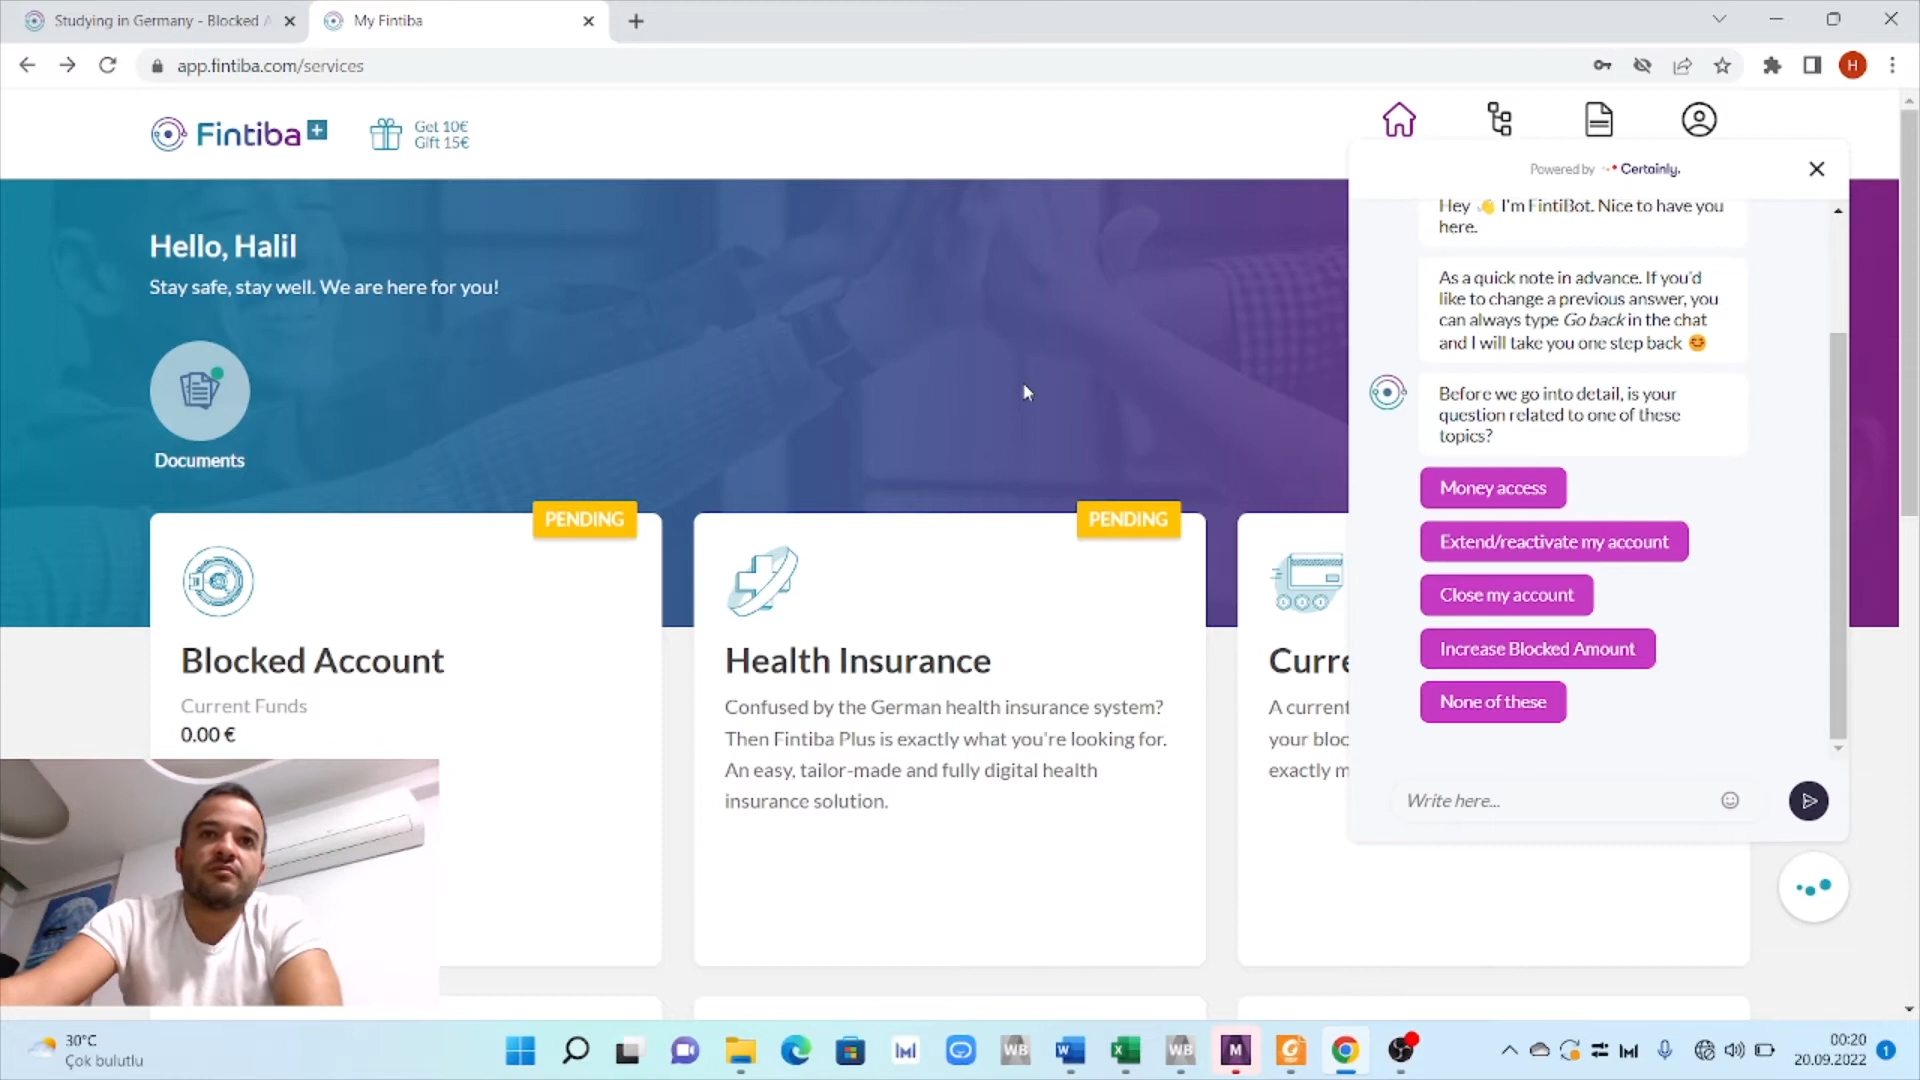 Studying in Germany - Blocked A
My Fintiba
app.fintiba.com/services
H
Fintiba +
Get 10€
Gift 15€
Powered by Certainly.
Hello, Halil
Stay safe, stay well. We are here for you!
Documents
Hey 👋 I'm FintiBot. Nice to have you
here.
As a quick note in advance. If you'd
like to change a previous answer, you
can always type Go back in the chat
and I will take you one step back 😊
Before we go into detail, is your
question related to one of these
topics?
Money access
Extend/reactivate my account
Close my account
Increase Blocked Amount
None of these
Write here...
PENDING
Blocked Account
Current Funds
0.00 €
PENDING
Health Insurance
Confused by the German health insurance system?
Then Fintiba Plus is exactly what you're looking for.
An easy, tailor-made and fully digital health
insurance solution.
Curre
A current
your bloc
exactly m
30°C
Çok bulutlu
WB
W
X
WB
M
00:20
20.09.2022
1